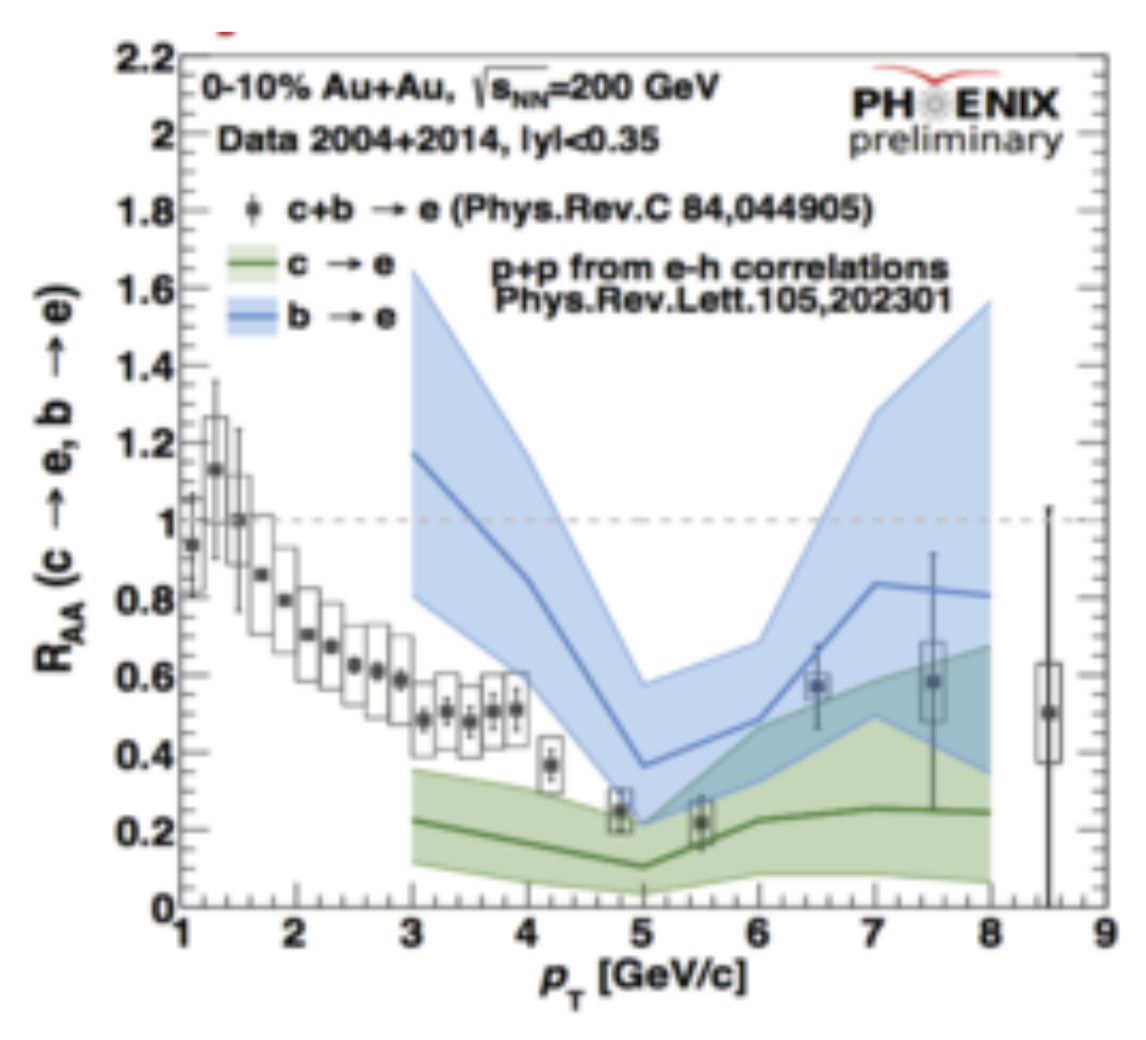 0-10% Au+Au, √sNN=200 GeV
Data 2004+2014, |y|<0.35
PHENIX
preliminary
c+b → e (Phys.Rev.C 84,044905)
c → e
b → e
p+p from e-h correlations
Phys.Rev.Lett.105,202301
RAA (c → e, b → e)
2.2
2
1.8
1.6
1.4
1.2
1
0.8
0.6
0.4
0.2
0
1 2 3 4 5 6 7 8 9
pT [GeV/c]